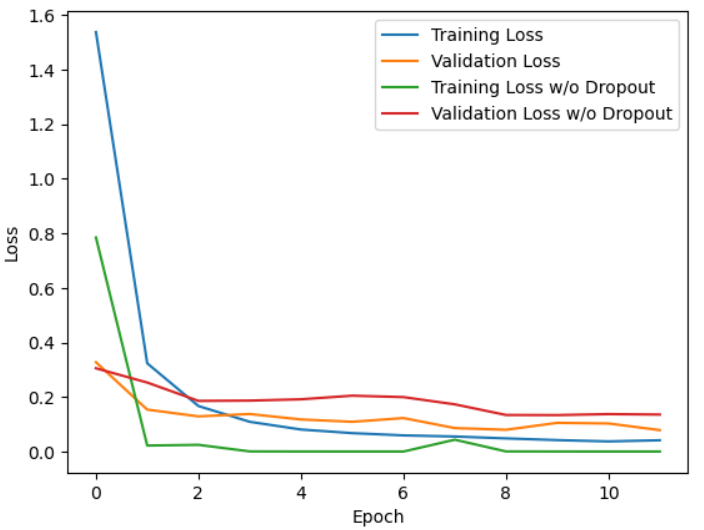 1.6
1.4
1.2
1.0
0.8
0.6
0.4
0.2
0.0
Loss
Training Loss
Validation Loss
Training Loss w/o Dropout
Validation Loss w/o Dropout
0 2 4 6 8 10
Epoch